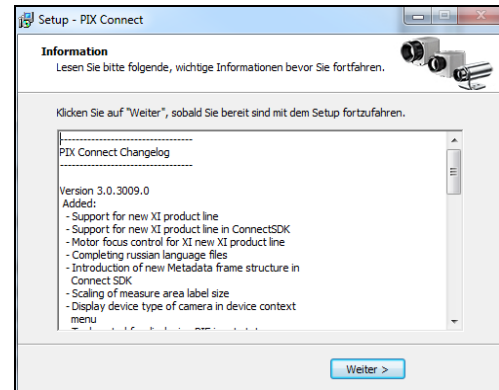 Setup - PIX Connect
Information
Lesen Sie bitte folgende, wichtige Informationen bevor Sie fortfahren.
Klicken Sie auf "Weiter", sobald Sie bereit sind mit dem Setup fortzufahren.
---------------------------------
PIX Connect Changelog
---------------------------------
Version 3.0.3009.0
Added:
- Support for new XI product line
- Support for new XI product line in ConnectSDK
- Motor focus control for XI new XI product line
- Completing russian language files
- Introduction of new Metadata frame structure in
Connect SDK
- Scaling of measure area label size
- Display device type of camera in device context
menu
Weiter >